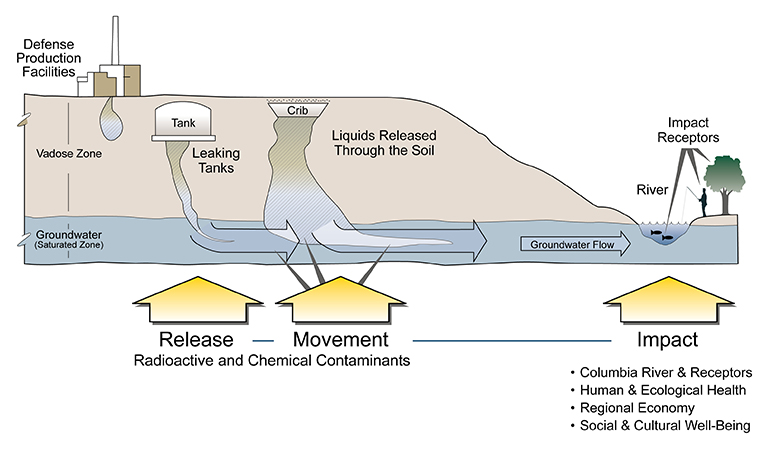 Defense
Production
Facilities
Tank
Crib
Impact
Receptors
Vadose Zone
Leaking
Tanks
Liquids Released
Through the Soil
River
Groundwater
(Saturated Zone)
Groundwater Flow
Release
Movement
Impact
Radioactive and Chemical Contaminants
• Columbia River & Receptors
• Human & Ecological Health
• Regional Economy
• Social & Cultural Well-Being